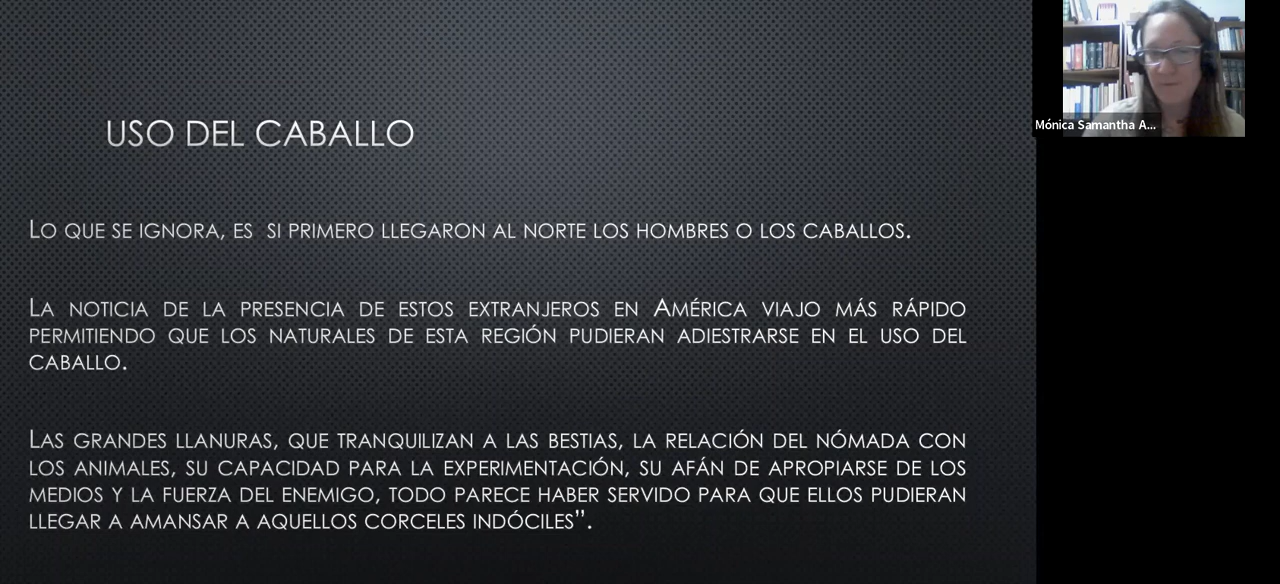 USO DEL CABALLO
LO QUE SE IGNORA, ES SI PRIMERO LLEGARON AL NORTE LOS HOMBRES O LOS CABALLOS.
LA NOTICIA DE LA PRESENCIA DE ESTOS EXTRANJEROS EN AMÉRICA VIAJO MÁS RÁPIDO
PERMITIENDO QUE LOS NATURALES DE ESTA REGIÓN PUDIERAN ADIESTRARSE EN EL USO DEL
CABALLO.
LAS GRANDES LLANURAS, QUE TRANQUILIZAN A LAS BESTIAS, LA RELACIÓN DEL NÓMADA CON
LOS ANIMALES, SU CAPACIDAD PARA LA EXPERIMENTACIÓN, SU AFÁN DE APROPIARSE DE LOS
MEDIOS Y LA FUERZA DEL ENEMIGO, TODO PARECE HABER SERVIDO PARA QUE ELLOS PUDIERAN
LLEGAR A AMANSAR A AQUELLOS CORCELES INDÓCILES”.
Mónica Samantha A...